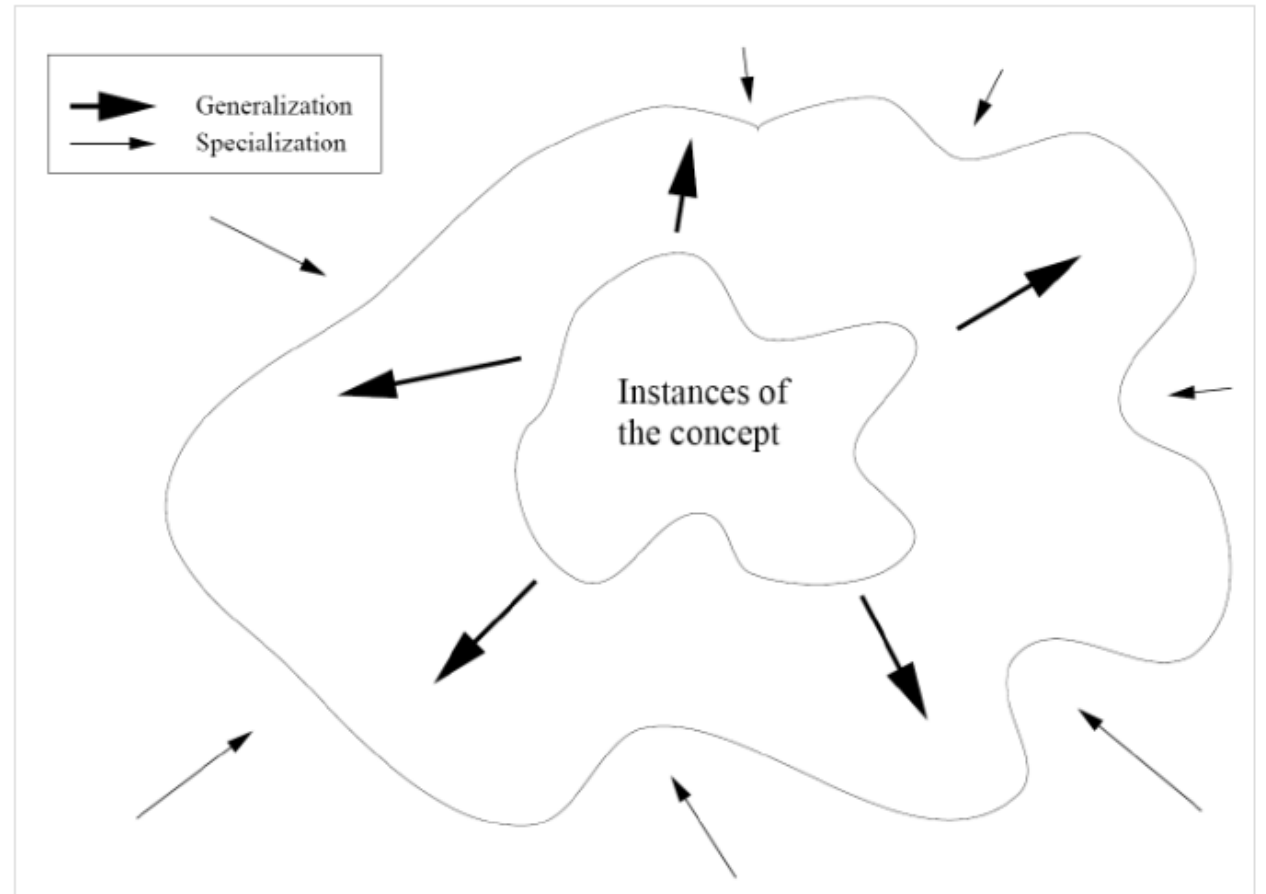 Generalization
Specialization
Instances of
the concept